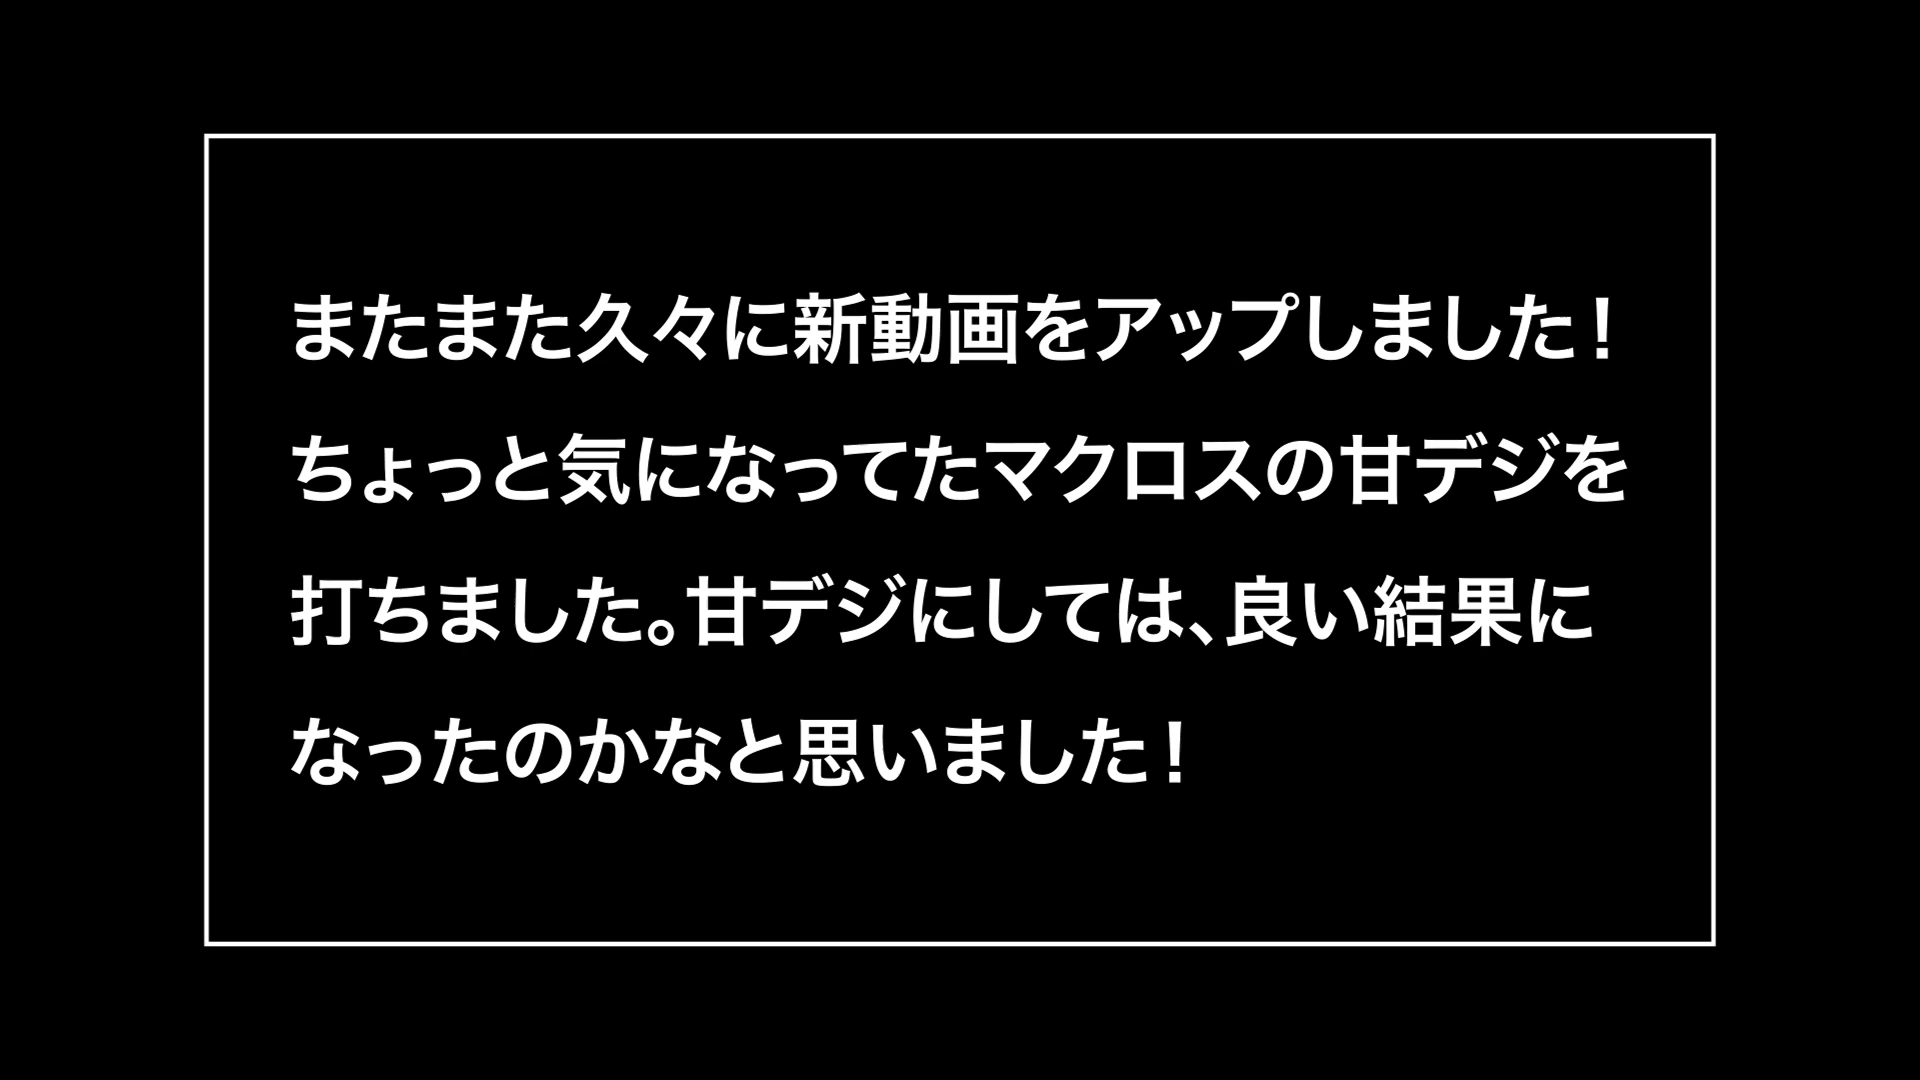 またまた久々に新動画をアップしました！
ちょっと気になってたマクロスの甘デジを
打ちました。甘デジにしては、良い結果に
なったのかなと思いました！